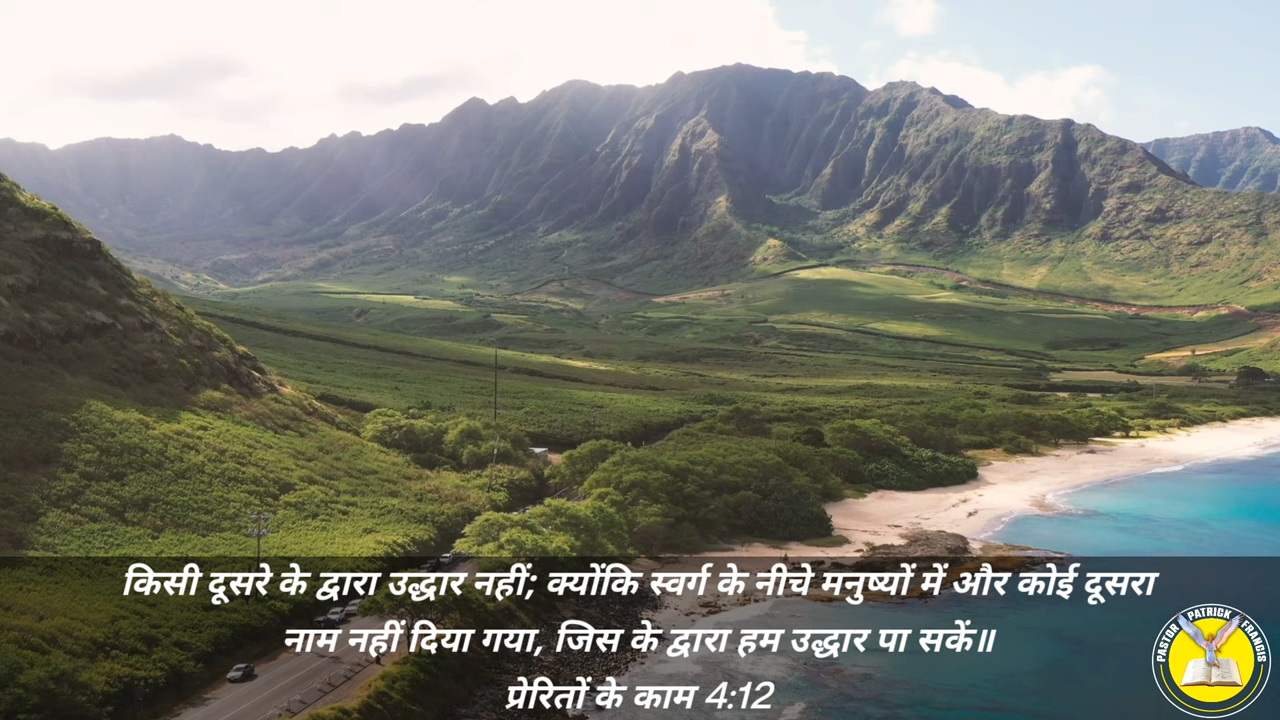 किसी दूसरे के द्वारा उद्धार नहीं; क्योंकि स्वर्ग के नीचे मनुष्यों में और कोई दूसरा
नाम नहीं दिया गया, जिस के द्वारा हम उद्धार पा सकें॥
प्रेरितों के काम 4:12
PASTOR PATRICK FRANCIS